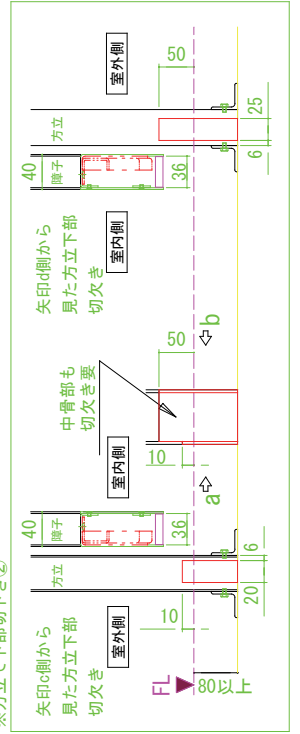 矢印c側から
見た方立下部
切欠き
室外側
方立
障子
40
36
10
6
20
FL
80以上
室内側
中骨部も
切欠き要
10
50
a
b
矢印d側から
見た方立下部
切欠き
室内側
障子
方立
40
36
50
室外側
6
25